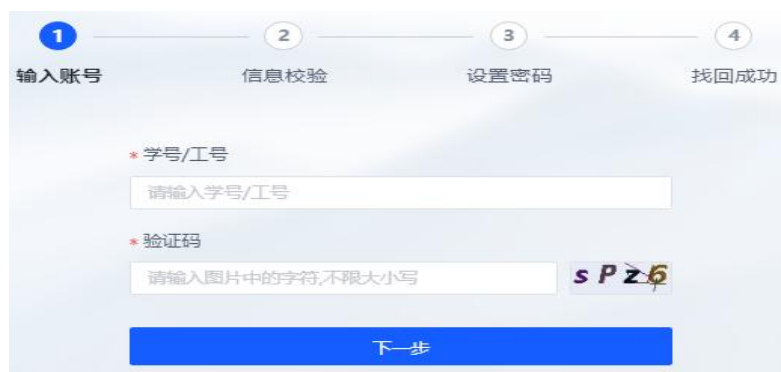 1 2 3 4
输入账号 信息校验 设置密码 找回成功
* 学号/工号
请输入学号/工号
* 验证码
请输入图片中的字符,不限大小写 sPz6
下一步